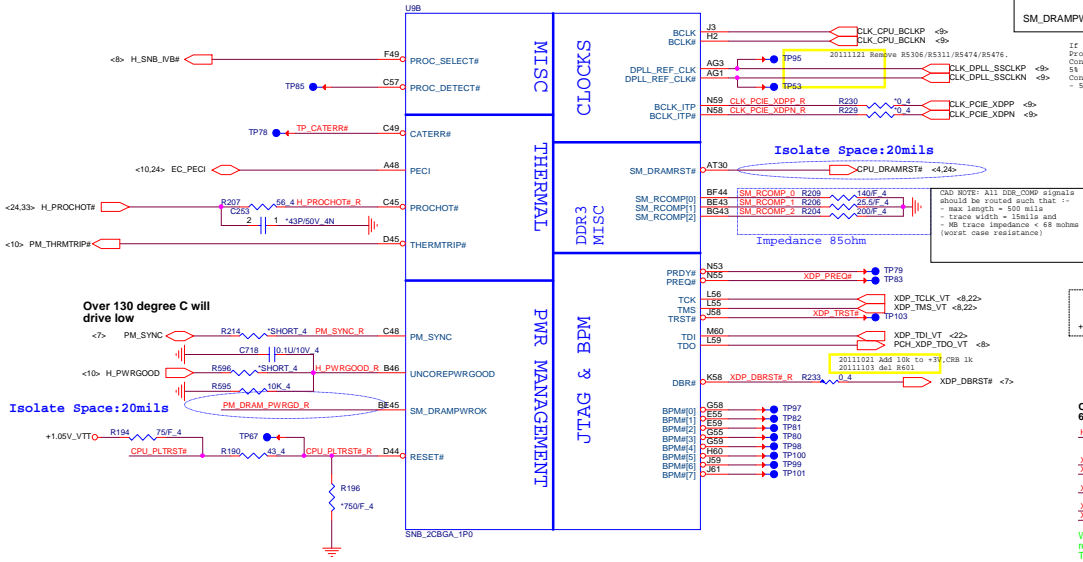 U9B
SM_DRAMPW
<8> H_SNB_IVB# F49 PROC_SELECT#
TP85 C57 PROC_DETECT#
MISC
CLOCKS
BCLK J3 CLK_CPU_BCLKP <9>
BCLK# H2 CLK_CPU_BCLKN <9>
20111121 Remove R5306/R5311/R5474/R5476.
TP95
DPLL_REF_CLK AG3 CLK_DPLL_SSCLKP <9>
DPLL_REF_CLK# AG1 CLK_DPLL_SSCLKN <9>
TP53
BCLK_ITP N59 CLK_PCIE_XDPP_R R230 *0_4 CLK_PCIE_XDPP <9>
BCLK_ITP# N58 CLK_PCIE_XDPN_R R229 *0_4 CLK_PCIE_XDPN <9>
If
Pro
Con
5%
Con
- 5
TP78 TP_CATERR# C49 CATERR#
<10,24> EC_PECI A48 PECI
<24,33> H_PROCHOT# R207 56_4 H_PROCHOT#_R C45 PROCHOT#
C253 2 1 *43P/50V_4N
<10> PM_THRMTRIP# D45 THERMTRIP#
THERMAL
DDR3
MISC
Isolate Space:20mils
SM_DRAMRST# AT30 CPU_DRAMRST# <4,24>
SM_RCOMP[0] BF44 SM_RCOMP_0 R209 140/F_4
SM_RCOMP[1] BE43 SM_RCOMP_1 R206 25.5/F_4
SM_RCOMP[2] BG43 SM_RCOMP_2 R204 200/F_4
Impedance 85ohm
CAD NOTE: All DDR_COMP signals
should be routed such that :-
- max length = 500 mils
- trace width = 15mils and
- MB trace impedance < 68 mohms
(worst case resistance)
Over 130 degree C will
drive low
<7> PM_SYNC R214 *SHORT_4 PM_SYNC_R C48 PM_SYNC
C718 0.1U/10V_4
<10> H_PWRGOOD R596 *SHORT_4 H_PWRGOOD_R B46 UNCOREPWRGOOD
R595 10K_4
Isolate Space:20mils
PM_DRAM_PWRGD_R BE45 SM_DRAMPWROK
+1.05V_VTT R194 75/F_4 TP67
CPU_PLTRST# R190 43_4 CPU_PLTRST#_R D44 RESET#
R196
*750/F_4
PWR MANAGEMENT
JTAG & BPM
PRDY# N53 TP79
PREQ# N55 XDP_PREQ# TP83
TCK L56 XDP_TCLK_VT <8,22>
TMS L55 XDP_TMS_VT <8,22>
TRST# J58 XDP_TRST# TP103
TDI M60 XDP_TDI_VT <22>
TDO L59 PCH_XDP_TDO_VT <8>
20111021 Add 10k to +3V,CRB 1k
20111103 del R601
DBR# K58 XDP_DBRST#_R R233 0_4 XDP_DBRST# <7>
BPM#[0] G58 TP97
BPM#[1] E55 TP82
BPM#[2] E59 TP81
BPM#[3] G55 TP80
BPM#[4] G59 TP98
BPM#[5] H60 TP100
BPM#[6] J59 TP99
BPM#[7] J61 TP101
SNB_2CBGA_1P0